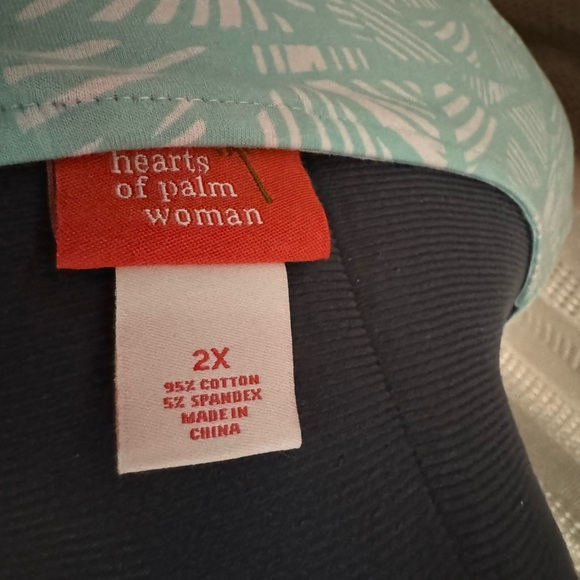 hearts
of palm
woman
2X
95% COTTON
5% SPANDEX
MADE IN
CHINA